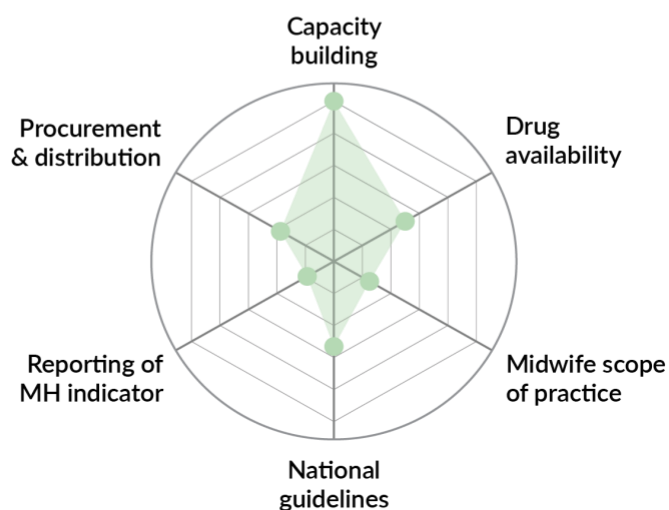 Capacity
building
Procurement
& distribution
Drug
availability
Reporting of
MH indicator
Midwife scope
of practice
National
guidelines